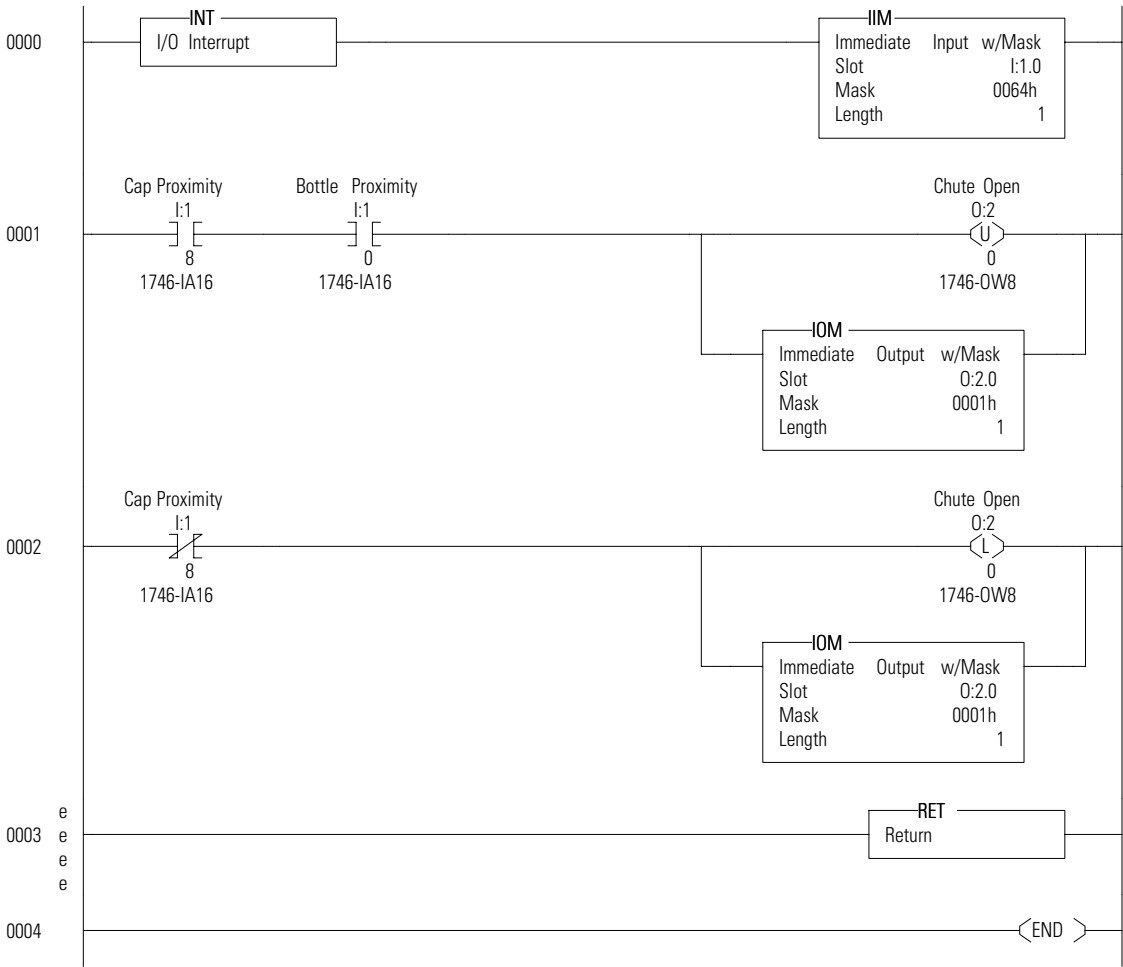 INT
IIM
0000
I/O Interrupt
Immediate Input w/Mask
Slot I:1.0
Mask 0064h
Length 1
Cap Proximity
Bottle Proximity
Chute Open
I:1
I:1
O:2
0001
U
8
0
0
1746-IA16
1746-IA16
1746-OW8
IOM
Immediate Output w/Mask
Slot O:2.0
Mask 0001h
Length 1
Cap Proximity
Chute Open
I:1
O:2
0002
L
8
0
1746-IA16
1746-OW8
IOM
Immediate Output w/Mask
Slot O:2.0
Mask 0001h
Length 1
e
RET
0003 e
Return
e
e
0004
END